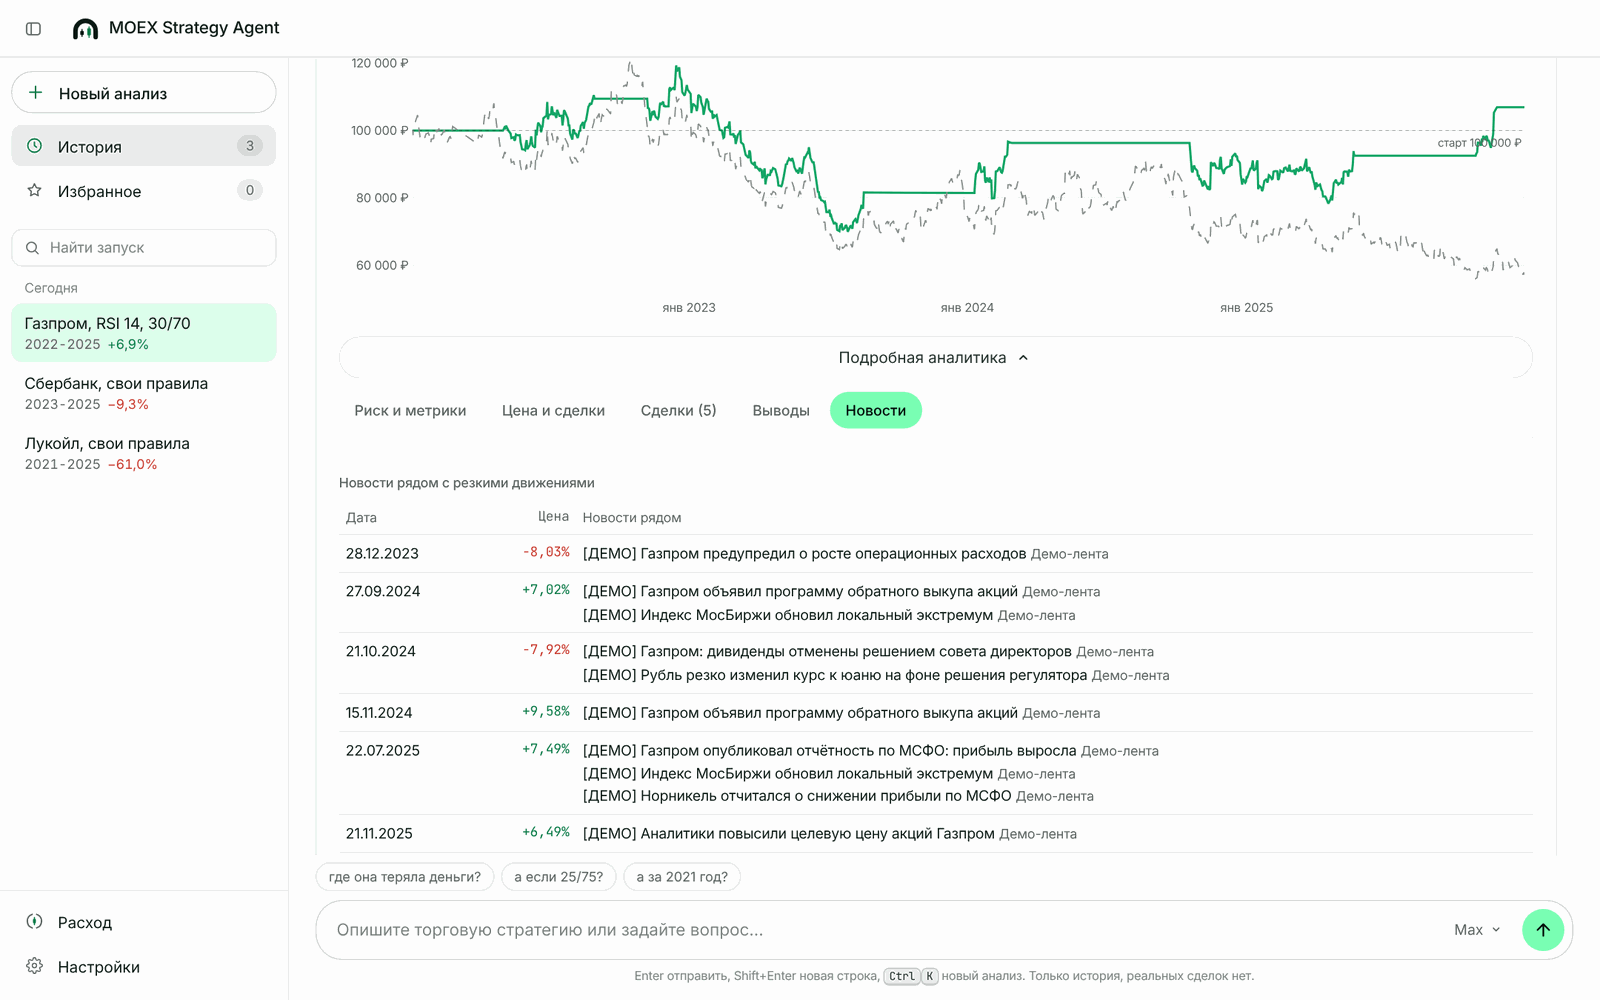 MOEX Strategy Agent
Новый анализ
История 3
Избранное 0
Найти запуск
Сегодня
Газпром, RSI 14, 30/70
2022-2025 +6,9%
Сбербанк, свои правила
2023-2025 −9,3%
Лукойл, свои правила
2021-2025 −61,0%
Расход
Настройки
120 000 ₽
100 000 ₽
старт 100 000 ₽
80 000 ₽
60 000 ₽
янв 2023 янв 2024 янв 2025
Подробная аналитика
Риск и метрики Цена и сделки Сделки (5) Выводы Новости
Новости рядом с резкими движениями
Дата Цена Новости рядом
28.12.2023 -8,03% [ДЕМО] Газпром предупредил о росте операционных расходов Демо-лента
27.09.2024 +7,02% [ДЕМО] Газпром объявил программу обратного выкупа акций Демо-лента
[ДЕМО] Индекс МосБиржи обновил локальный экстремум Демо-лента
21.10.2024 -7,92% [ДЕМО] Газпром: дивиденды отменены решением совета директоров Демо-лента
[ДЕМО] Рубль резко изменил курс к юаню на фоне решения регулятора Демо-лента
15.11.2024 +9,58% [ДЕМО] Газпром объявил программу обратного выкупа акций Демо-лента
22.07.2025 +7,49% [ДЕМО] Газпром опубликовал отчётность по МСФО: прибыль выросла Демо-лента
[ДЕМО] Индекс МосБиржи обновил локальный экстремум Демо-лента
[ДЕМО] Норникель отчитался о снижении прибыли по МСФО Демо-лента
21.11.2025 +6,49% [ДЕМО] Аналитики повысили целевую цену акций Газпром Демо-лента
где она теряла деньги? а если 25/75? а за 2021 год?
Опишите торговую стратегию или задайте вопрос... Max
Enter отправить, Shift+Enter новая строка, Ctrl K новый анализ. Только история, реальных сделок нет.